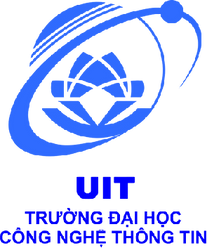 UIT
TRƯỜNG ĐẠI HỌC
CÔNG NGHỆ THÔNG TIN